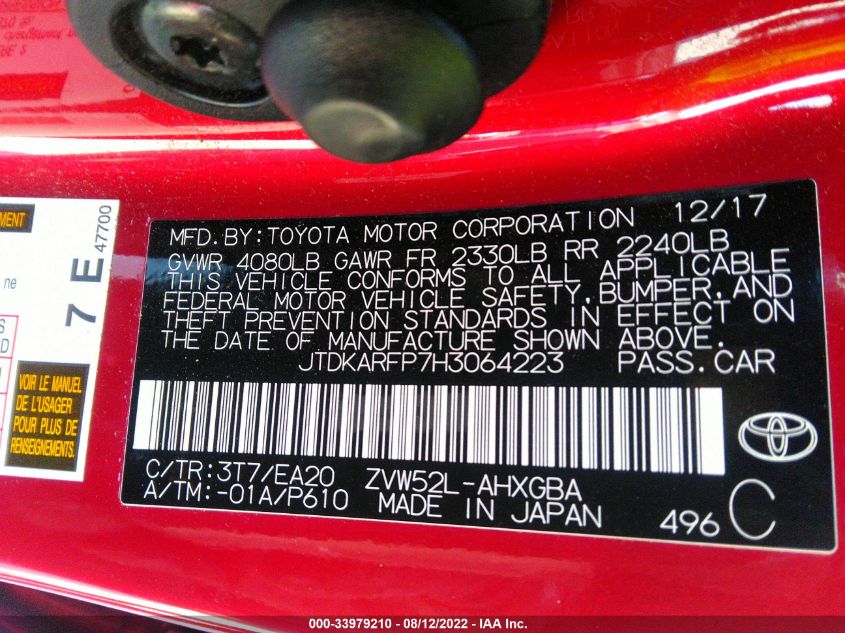 MFD.BY:TOYOTA MOTOR CORPORATION 12/17
GVWR 4080LB GAWR FR 2330LB RR 2240LB
THIS VEHICLE CONFORMS TO ALL APPLICABLE
FEDERAL MOTOR VEHICLE SAFETY,BUMPER,AND
THEFT PREVENTION STANDARDS IN EFFECT ON
THE DATE OF MANUFACTURE SHOWN ABOVE.
JTDKARFP7H3064223 PASS.CAR
C/TR:3T7/EA20 ZVW52L-AHXGBA
A/TM:-01A/P610 MADE IN JAPAN 496 C
7 E 47700
ne
VOIR LE MANUEL
DE L'USAGER
POUR PLUS DE
RENSEIGNEMENTS.
000-33979210 - 08/12/2022 - IAA Inc.